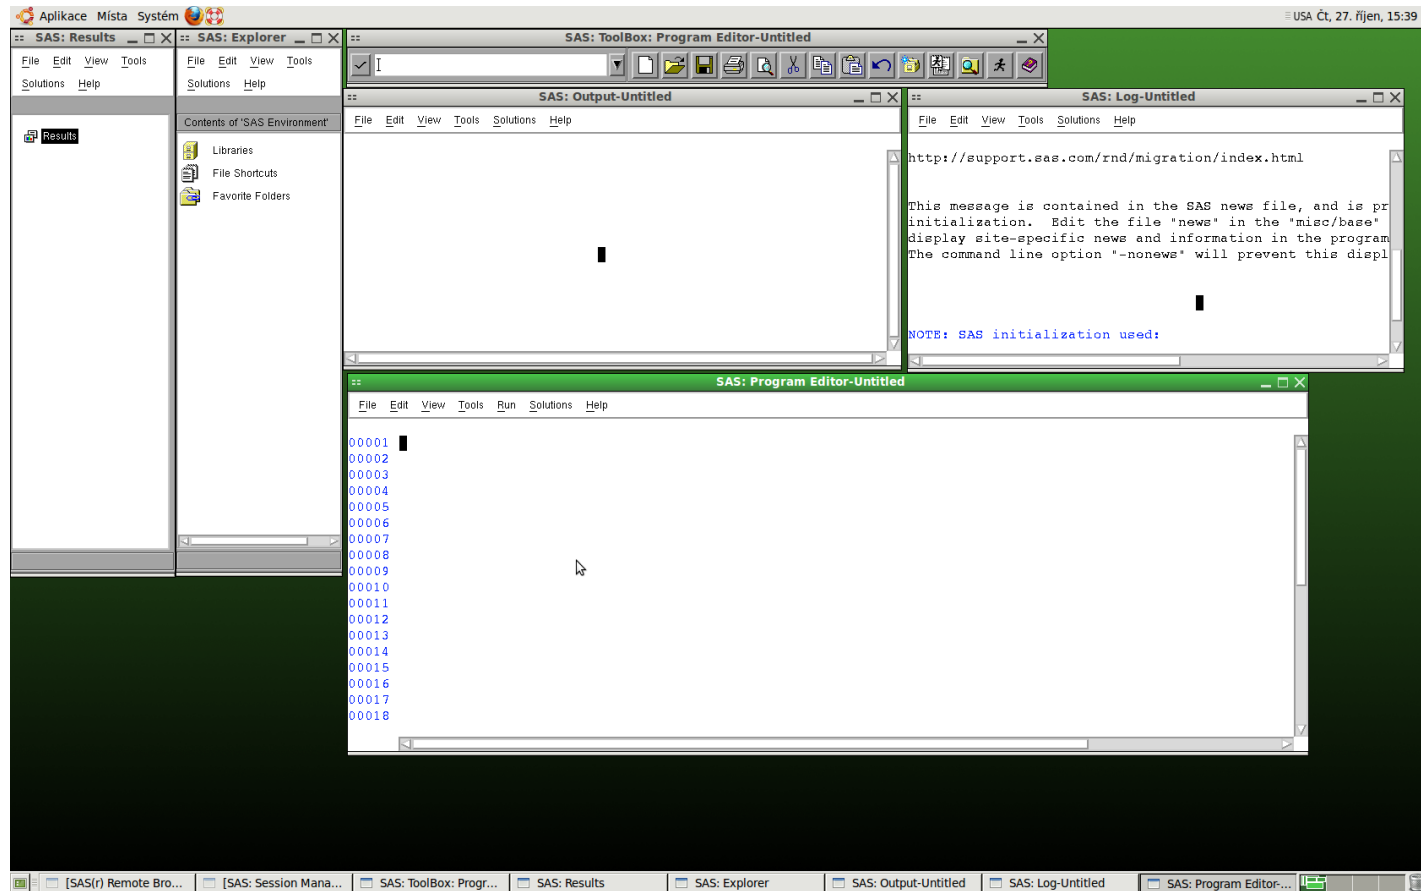 Aplikace Místa Systém
USA Čt, 27. říjen, 15:39
SAS: Results
File Edit View Tools
Solutions Help
Results
SAS: Explorer
File Edit View Tools
Solutions Help
Contents of 'SAS Environment'
Libraries
File Shortcuts
Favorite Folders
SAS: ToolBox: Program Editor-Untitled
SAS: Output-Untitled
File Edit View Tools Solutions Help
SAS: Log-Untitled
File Edit View Tools Solutions Help
http://support.sas.com/rnd/migration/index.html
This message is contained in the SAS news file, and is pr
initialization. Edit the file "news" in the "misc/base"
display site-specific news and information in the program
The command line option "-nonews" will prevent this displ
NOTE: SAS initialization used:
SAS: Program Editor-Untitled
File Edit View Tools Run Solutions Help
00001
00002
00003
00004
00005
00006
00007
00008
00009
00010
00011
00012
00013
00014
00015
00016
00017
00018
[SAS(r) Remote Bro...
[SAS: Session Mana...
SAS: ToolBox: Progr...
SAS: Results
SAS: Explorer
SAS: Output-Untitled
SAS: Log-Untitled
SAS: Program Editor-...